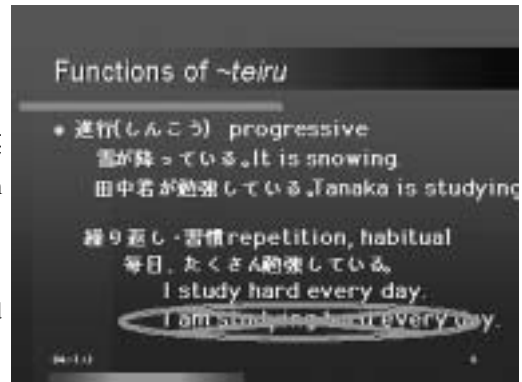 Functions of ~teiru
• 進行(しんこう) progressive
雪が降っている。It is snowing
田中君が勉強している。Tanaka is studying
繰り返し・習慣 repetition, habitual
毎日、たくさん勉強している。
I study hard every day.
I am studying hard every day.